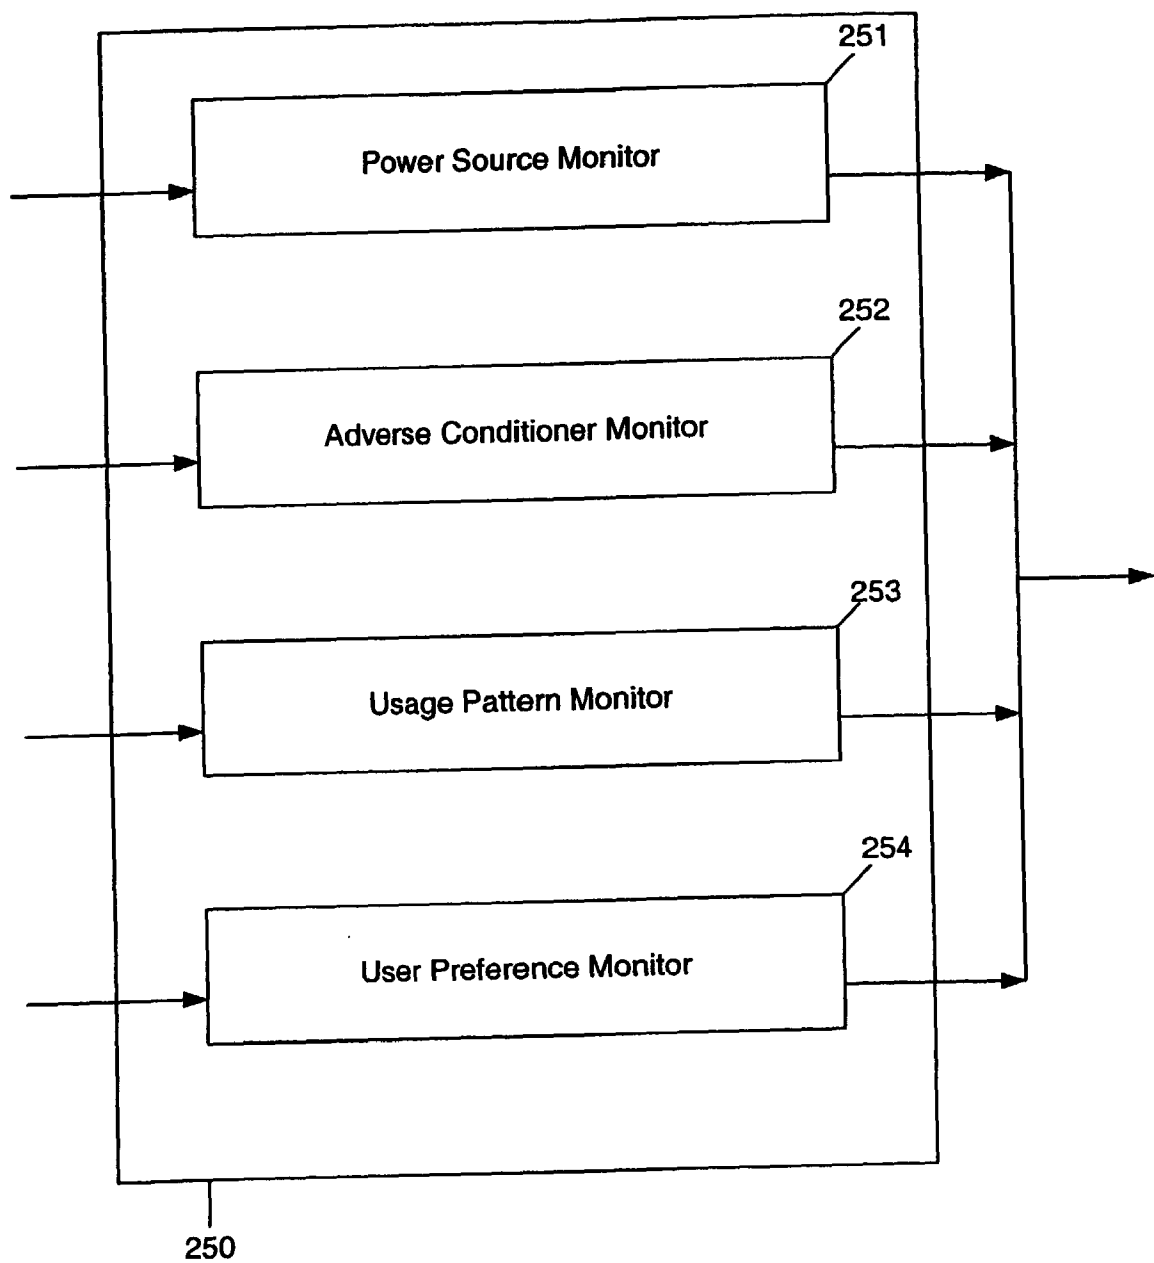 251
Power Source Monitor
252
Adverse Conditioner Monitor
253
Usage Pattern Monitor
254
User Preference Monitor
250